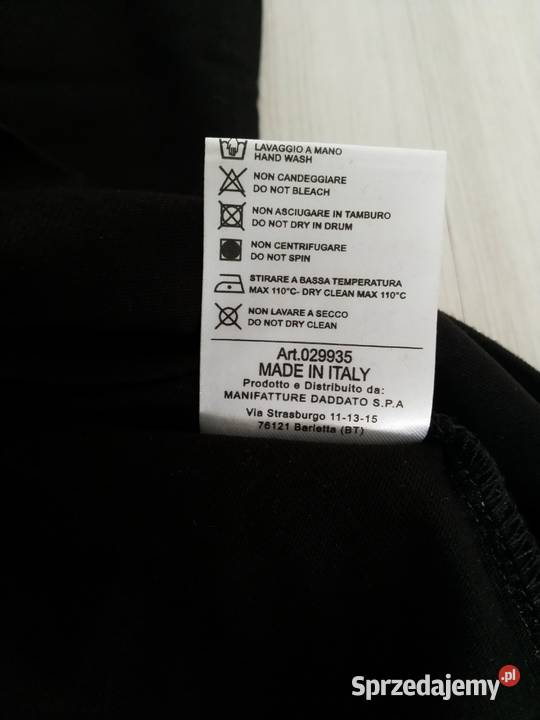 LAVAGGIO A MANO
HAND WASH
NON CANDEGGIARE
DO NOT BLEACH
NON ASCIUGARE IN TAMBURO
DO NOT DRY IN DRUM
NON CENTRIFUGARE
DO NOT SPIN
STIRARE A BASSA TEMPERATURA
MAX 110°C- DRY CLEAN MAX 110°C
NON LAVARE A SECCO
DO NOT DRY CLEAN
Art.029935
MADE IN ITALY
Prodotto e Distribuito da:
MANIFATTURE DADDATO S.P.A
Via Strasburgo 11-13-15
76121 Barletta (BT)
Sprzedajemy.pl